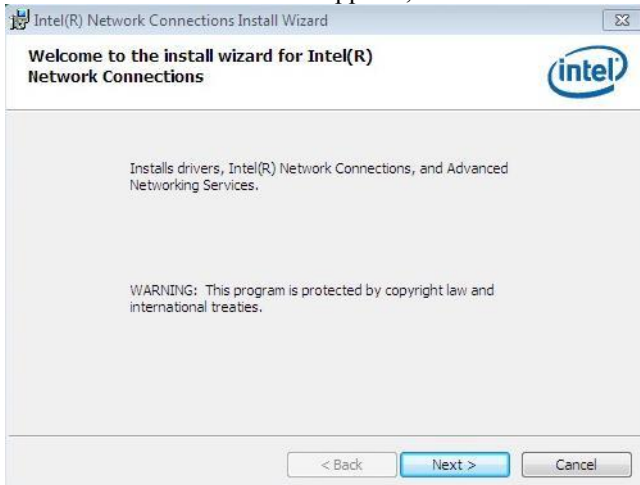 Intel(R) Network Connections Install Wizard
Welcome to the install wizard for Intel(R)
Network Connections
intel
Installs drivers, Intel(R) Network Connections, and Advanced
Networking Services.
WARNING: This program is protected by copyright law and
international treaties.
< Back Next > Cancel